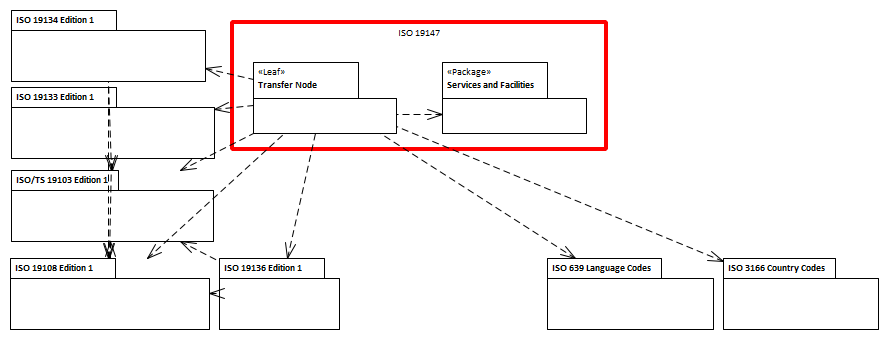 ISO 19134 Edition 1
ISO 19147
«Leaf»
Transfer Node
«Package»
Services and Facilities
ISO 19133 Edition 1
ISO/TS 19103 Edition 1
ISO 19108 Edition 1
ISO 19136 Edition 1
ISO 639 Language Codes
ISO 3166 Country Codes